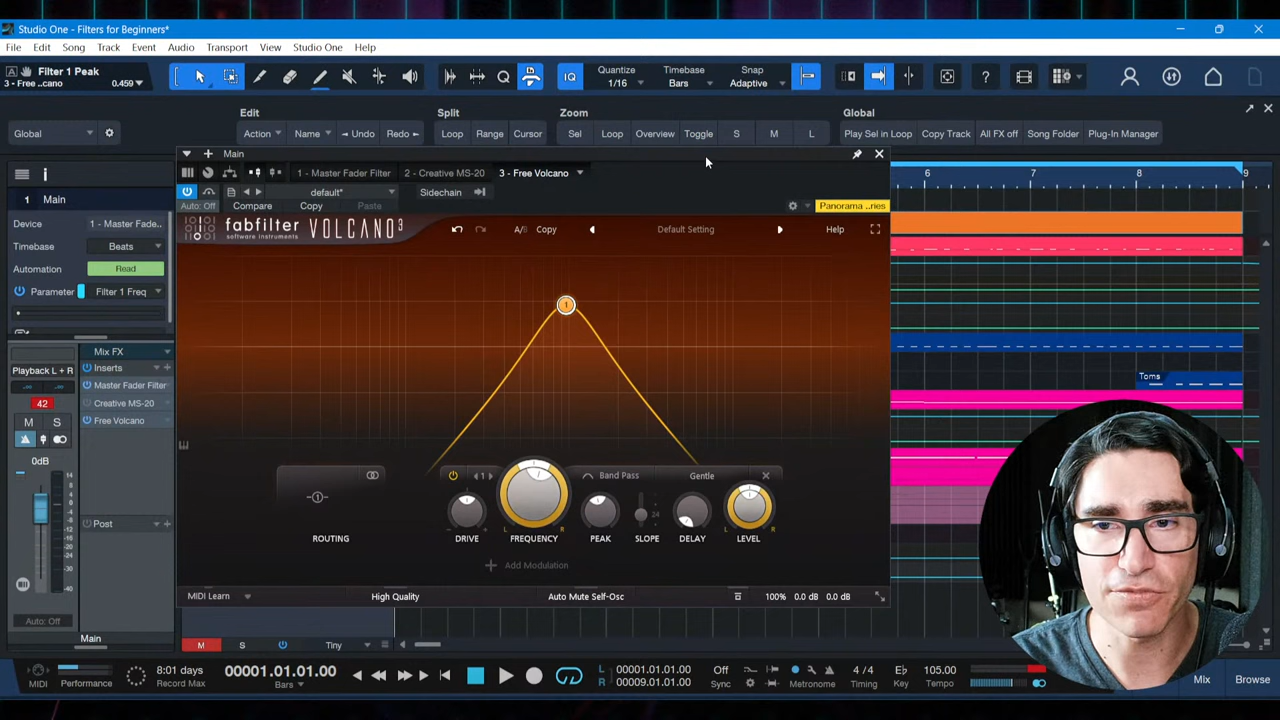 Studio One - Filters for Beginners*
File Edit Song Track Event Audio Transport View Studio One Help
Filter 1 Peak
3 - Free ...cano 0.459
IQ
Quantize
1/16
Timebase
Bars
Snap
Adaptive
Edit Split Zoom Global
Global Action Name Undo Redo Loop Range Cursor Sel Loop Overview Toggle S M L Play Sel in Loop Copy Track All FX off Song Folder Plug-In Manager
Main
1 - Master Fader Filter 2 - Creative MS-20 3 - Free Volcano
default* Sidechain
Auto: Off Compare Copy Paste Panorama ...ries
fabfilter VOLCANO 3
software instruments
A/B Copy Default Setting Help
6 7 8 9
1 Main
Device 1 - Master Fade..
Timebase Beats
Automation Read
Parameter Filter 1 Freq
Toms
Mix FX
Playback L + R
Inserts
Master Fader Filter
Creative MS-20
Free Volcano
42
M S
0dB
Post
Auto: Off
Main
1
1 Band Pass Gentle
24
L R
L R
ROUTING DRIVE FREQUENCY PEAK SLOPE DELAY LEVEL
Add Modulation
MIDI Learn High Quality Auto Mute Self-Osc 100% 0.0 dB 0.0 dB
M S Tiny
MIDI
Performance
8:01 days
Record Max
00001.01.01.00
Bars
L 00001.01.01.00
R 00009.01.01.00
Off
Sync
Metronome
4 / 4
Timing
E♭
Key
105.00
Tempo
Mix Browse